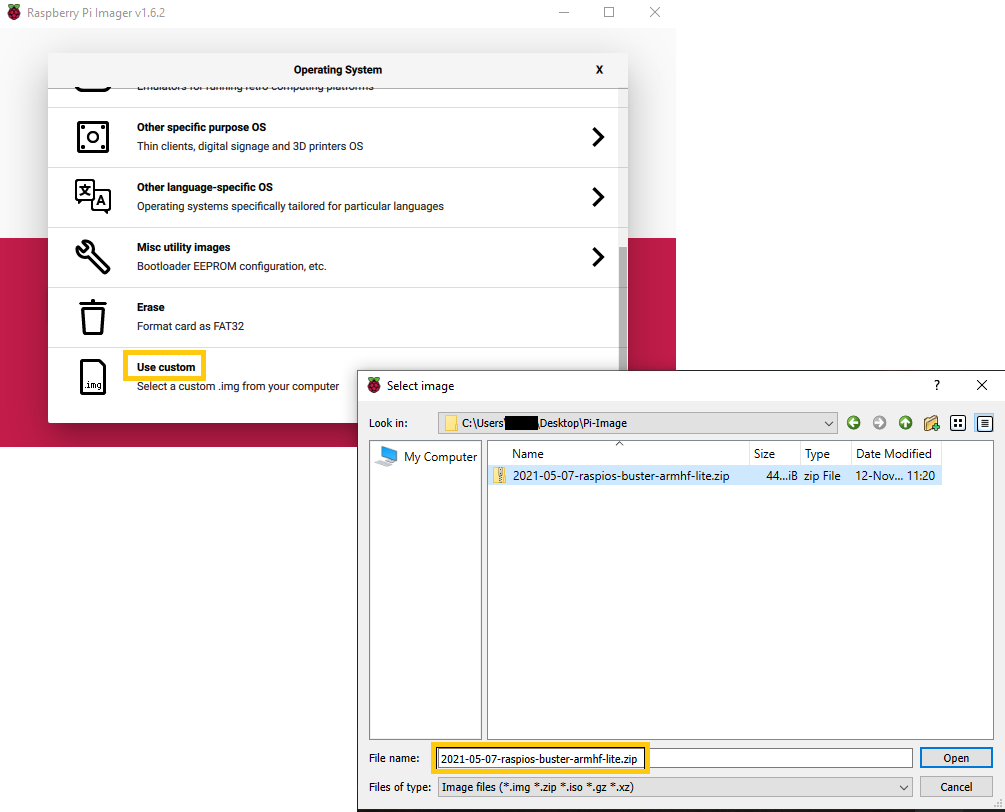 Raspberry Pi Imager v1.6.2
Operating System
X
Emulators for running retro computing platforms
Other specific purpose OS
Thin clients, digital signage and 3D printers OS
Other language-specific OS
Operating systems specifically tailored for particular languages
Misc utility images
Bootloader EEPROM configuration, etc.
Erase
Format card as FAT32
Use custom
Select a custom .img from your computer
.img
Select image
?
Look in:
C:\Users\ \Desktop\Pi-Image
My Computer
Name Size Type Date Modified
2021-05-07-raspios-buster-armhf-lite.zip 44...iB zip File 12-Nov... 11:20
File name:
2021-05-07-raspios-buster-armhf-lite.zip
Open
Files of type:
Image files (*.img *.zip *.iso *.gz *.xz)
Cancel